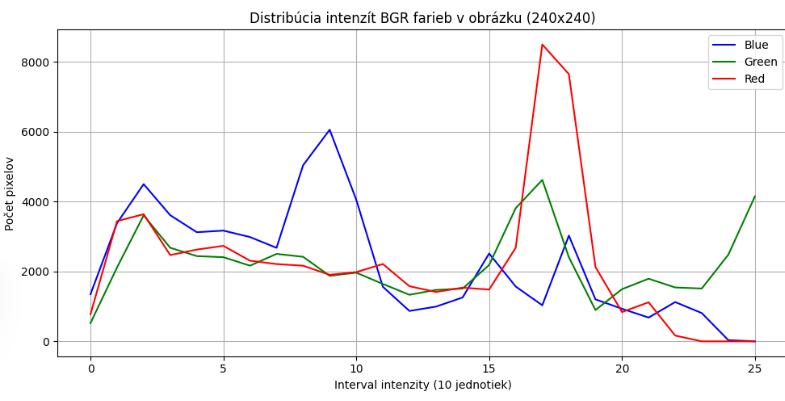 Distribúcia intenzít BGR farieb v obrázku (240x240)
Blue
Green
Red
Počet pixelov
8000
6000
4000
2000
0
0 5 10 15 20 25
Interval intenzity (10 jednotiek)